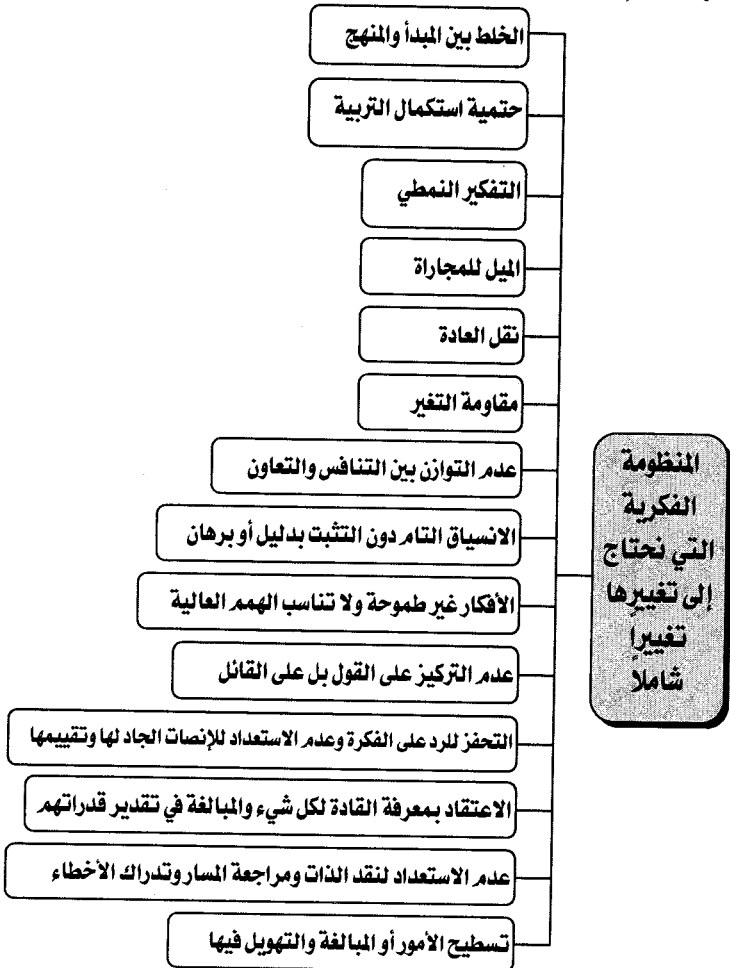 الخلط بين المبدأ والمنهج
حتمية استكمال التربية
التفكير النمطي
الميل للمجاراة
نقل العادة
مقاومة التغير
المنظومة
الفكرية
التي نحتاج
إلى تغييرها
تغييراً
شاملاً
عدم التوازن بين التنافس والتعاون
الانسياق التام دون التثبت بدليل أو برهان
الأفكار غير طموحة ولا تناسب الهمم العالية
عدم التركيز على القول بل على القائل
التحفز للرد على الفكرة وعدم الاستعداد للإنصات الجاد لها وتقييمها
الاعتقاد بمعرفة القادة لكل شيء والمبالغة في تقدير قدراتهم
عدم الاستعداد لنقد الذات ومراجعة المسار وتدراك الأخطاء
تسطيح الأمور أو المبالغة والتهويل فيها